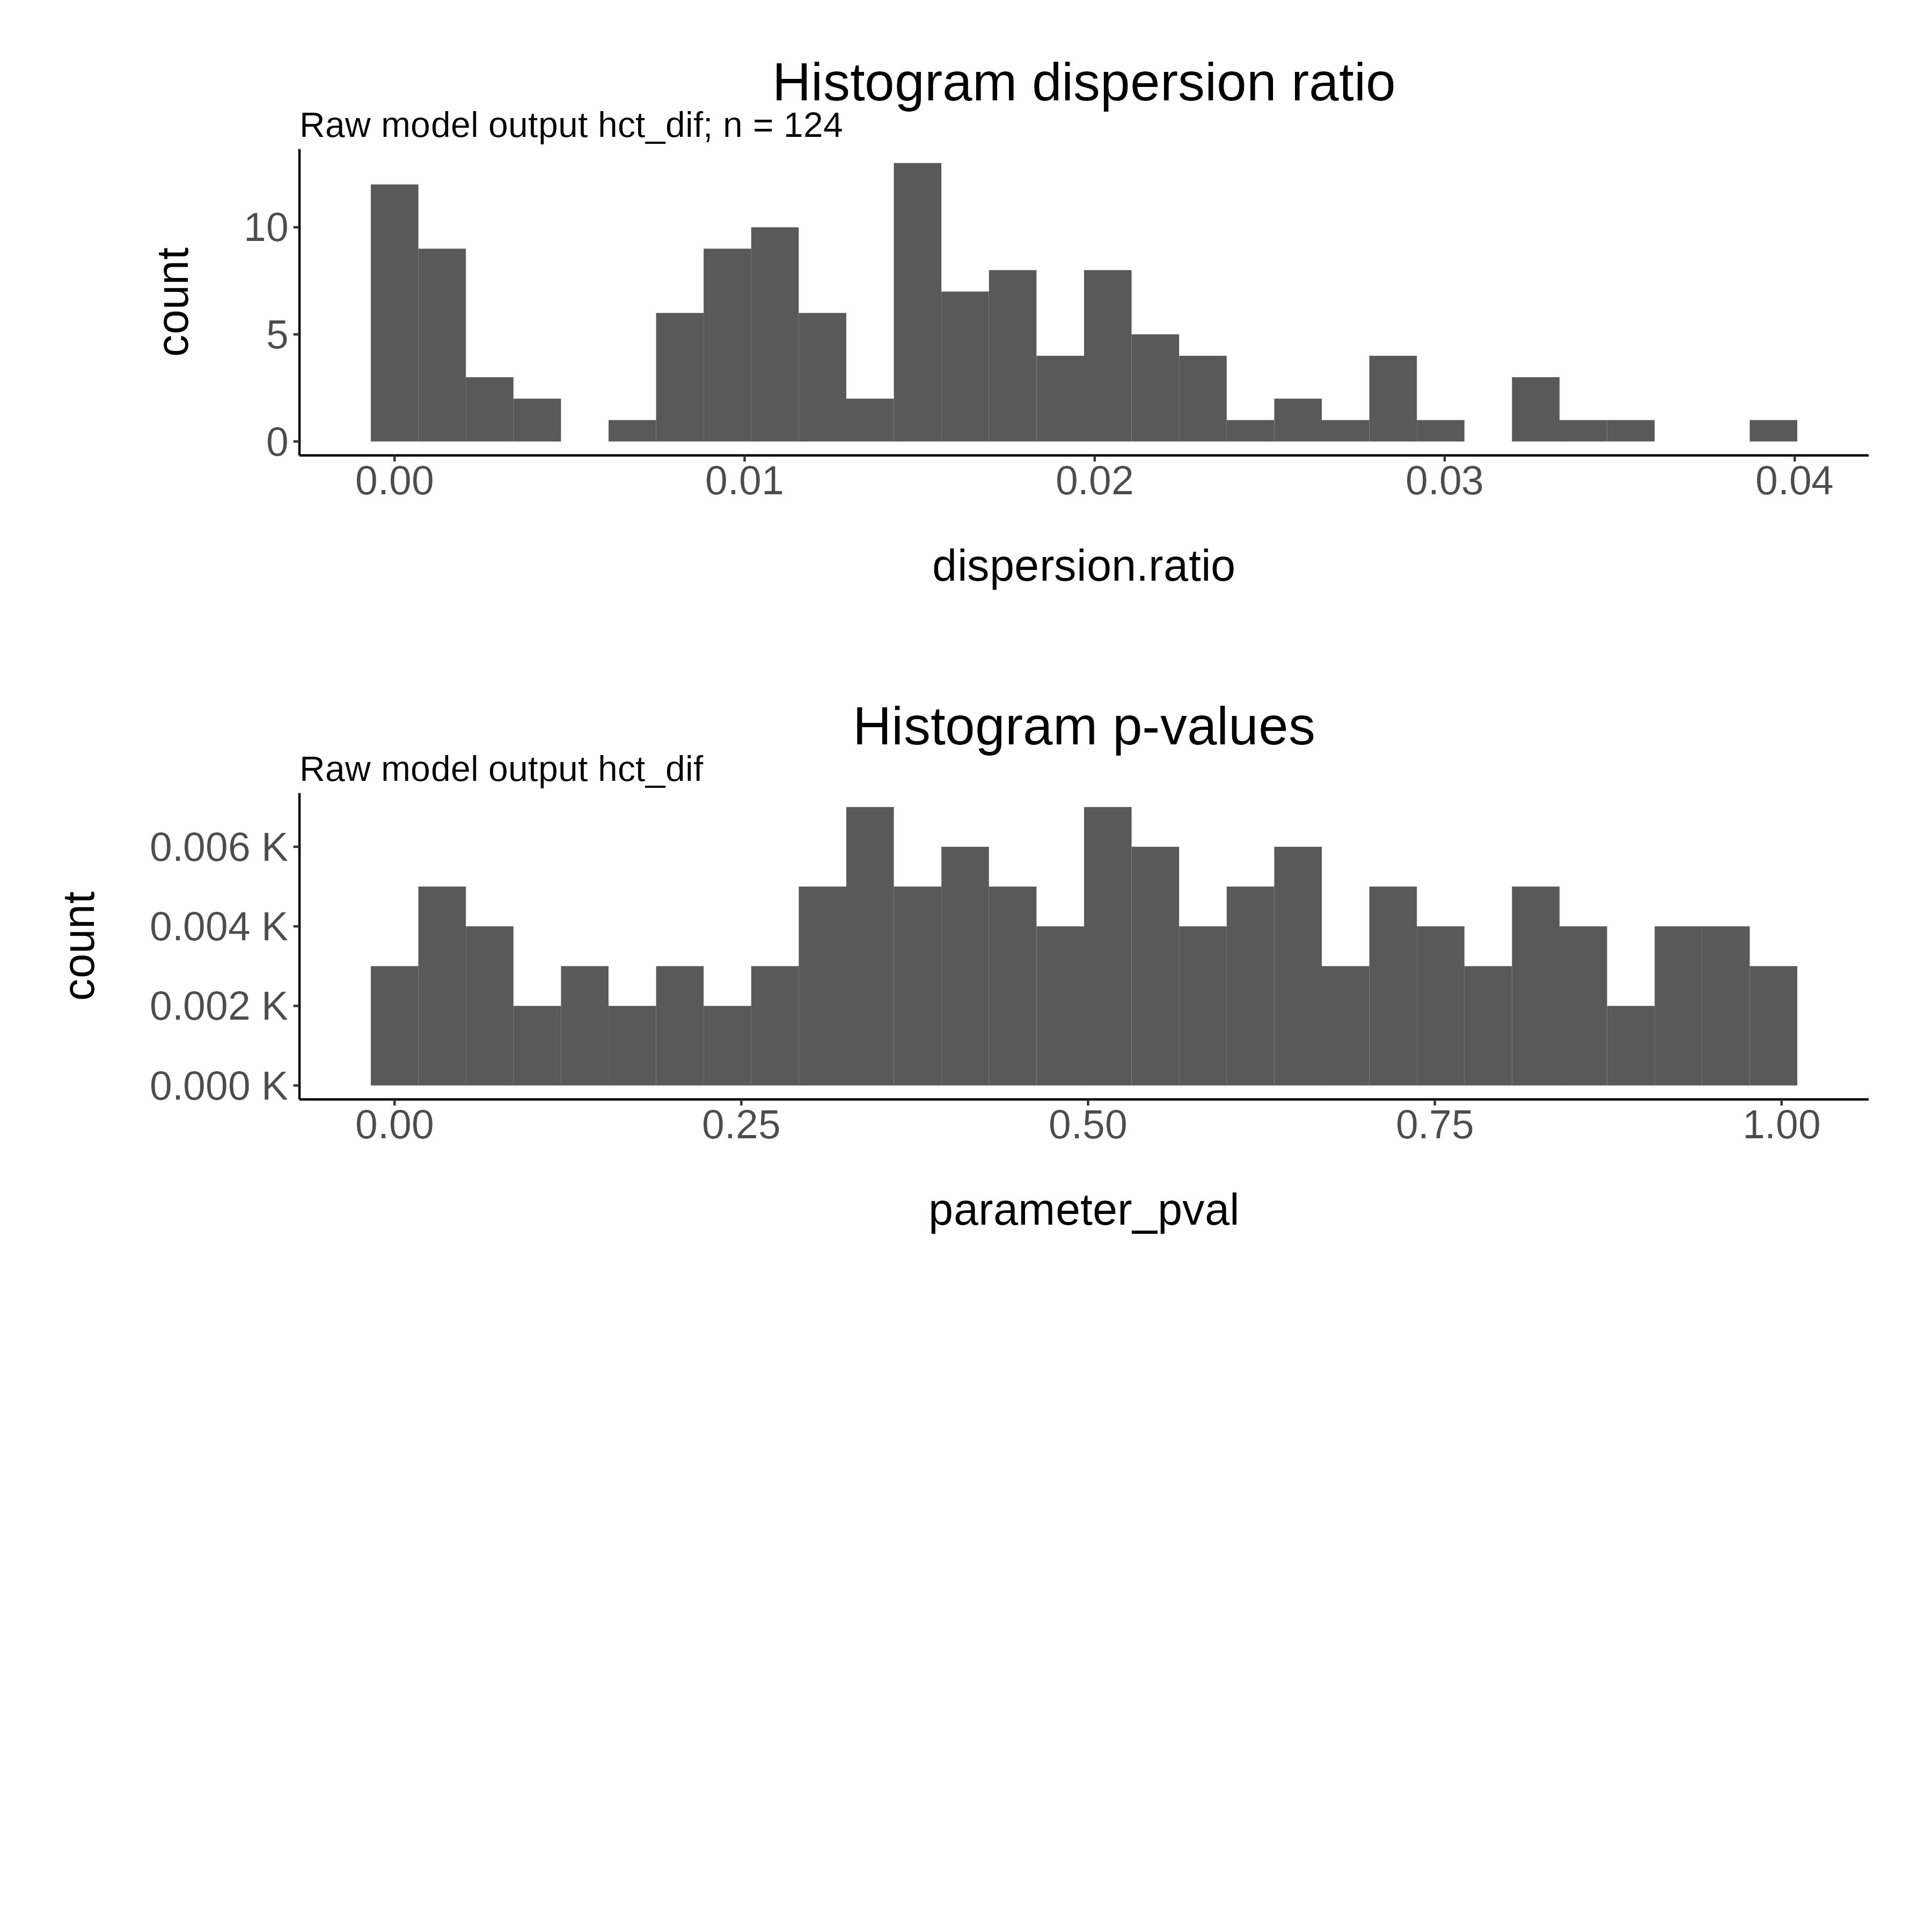 Histogram dispersion ratio
Raw model output hct_dif; n = 124
count
10
5
0
0.00 0.01 0.02 0.03 0.04
dispersion.ratio
Histogram p-values
Raw model output hct_dif
count
0.006 K
0.004 K
0.002 K
0.000 K
0.00 0.25 0.50 0.75 1.00
parameter_pval